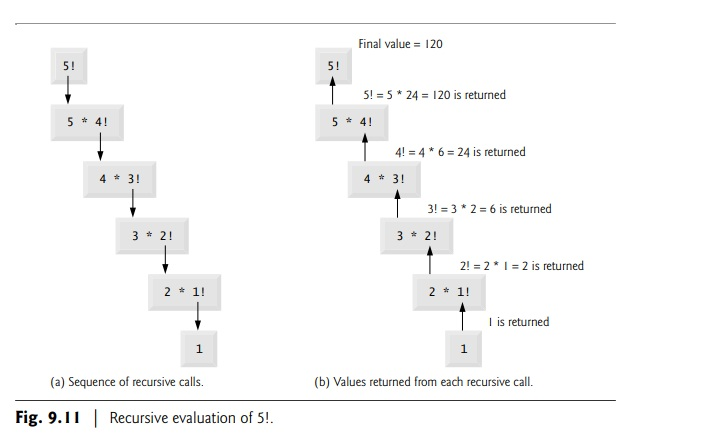 5!
5 * 4!
4 * 3!
3 * 2!
2 * 1!
1
(a) Sequence of recursive calls.
Final value = 120
5!
5! = 5 * 24 = 120 is returned
5 * 4!
4! = 4 * 6 = 24 is returned
4 * 3!
3! = 3 * 2 = 6 is returned
3 * 2!
2! = 2 * 1 = 2 is returned
2 * 1!
1 is returned
1
(b) Values returned from each recursive call.
Fig. 9.11 | Recursive evaluation of 5!.